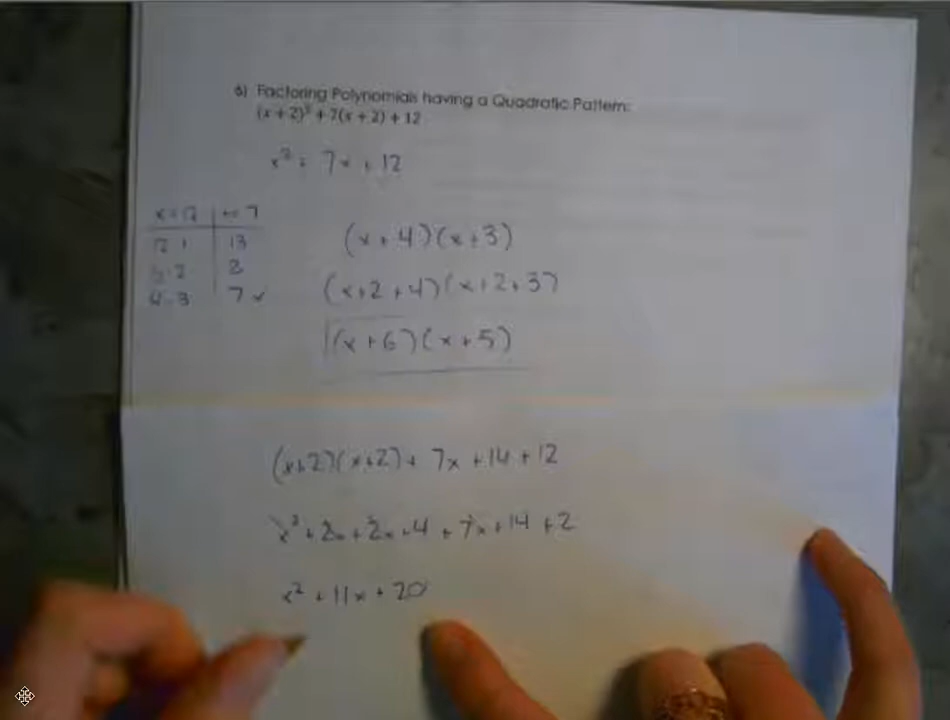 6) Factoring Polynomials having a Quadratic Pattern:
(x + 2)² + 7(x + 2) + 12
x² + 7x + 12
x = 12 += 7
12 · 1 13
6 · 2 8
4 · 3 7 ✓
(x + 4)(x + 3)
(x + 2 + 4)(x + 2 + 3)
(x + 6)(x + 5)
(x+2)(x+2) + 7x + 14 + 12
x² + 2x + 2x + 4 + 7x + 14 + 2
x² + 11x + 20